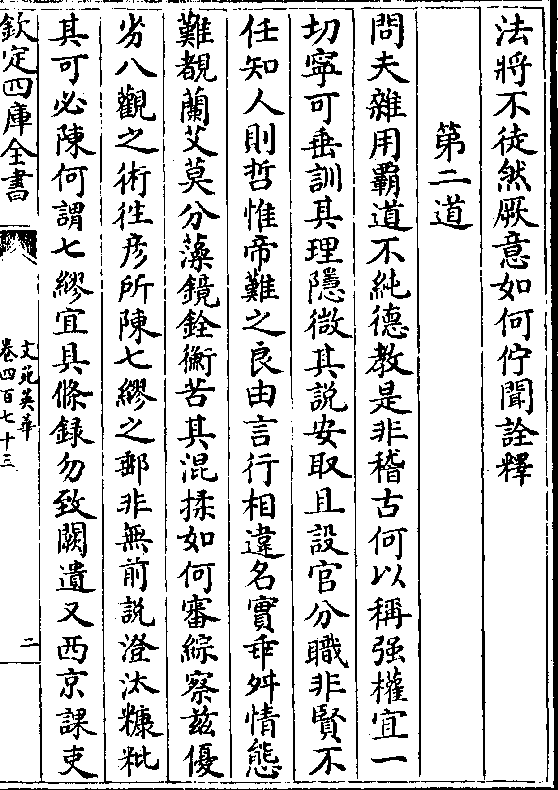 法將不徒然厥意如何佇聞詮釋
第二道
問夫雜用霸道不純德教是非稽古何以稱强權宜一
切寧可垂訓其理隱微其說安取且設官分職非賢不
任知人則哲惟帝難之良由言行相違名實乖舛情態
難覩蘭艾莫分藻鏡銓衡苦其混揉如何審綜察兹優
劣八觀之術往彦所陳七繆之郵非無前説澄汰糠粃
其可必陳何謂七繆宜具條録勿致闕遺又西京課吏
欽定四庫全書
文苑英華
卷四百七十三
二